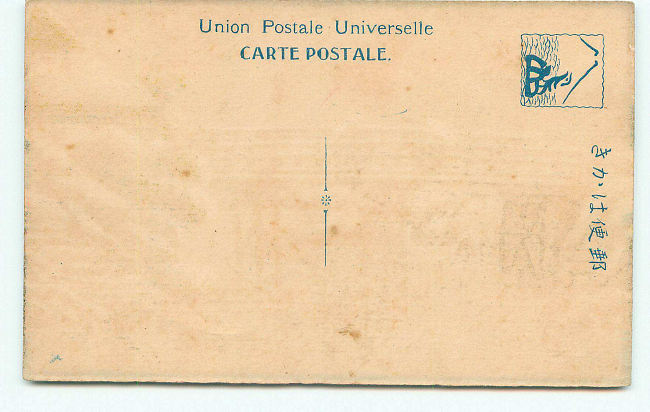 Union Postale Universelle
CARTE POSTALE.
郵便はかき